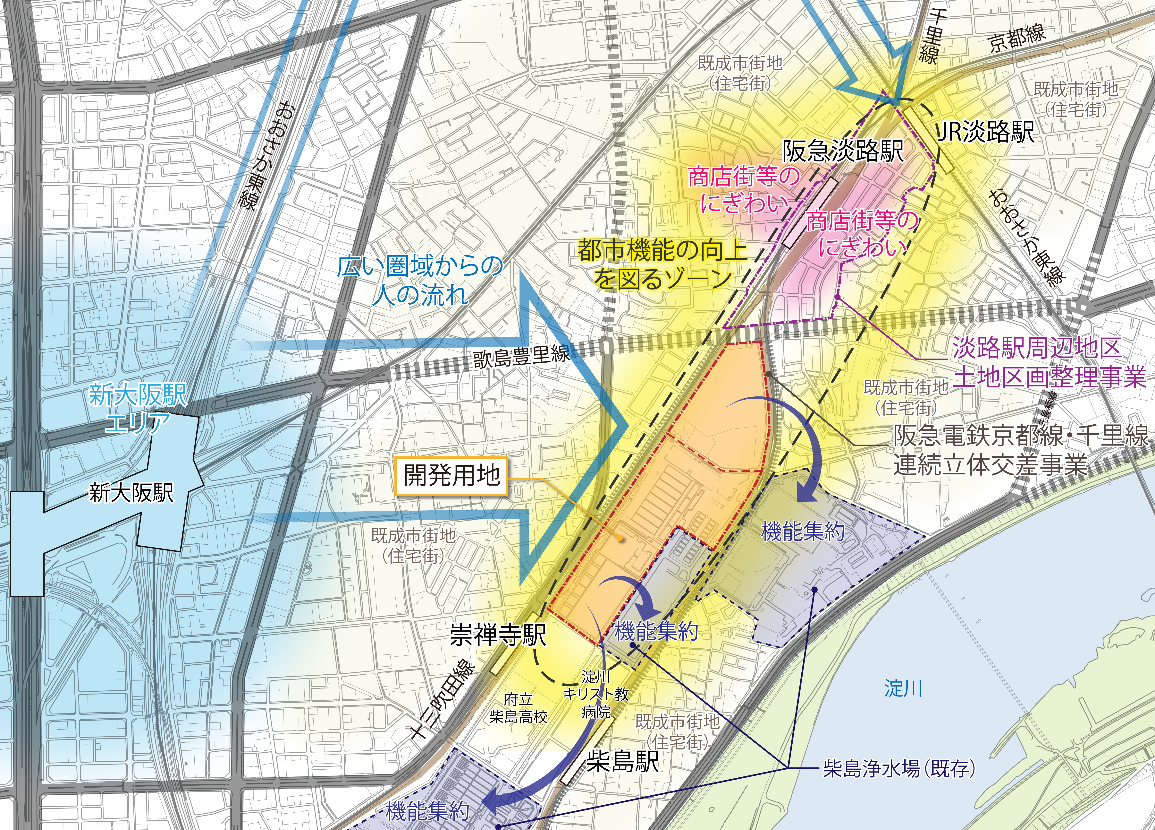 千里線
京都線
既成市街地
(住宅街)
既成市街地
(住宅街)
おおさか東線
JR淡路駅
阪急淡路駅
商店街等の
にぎわい
商店街等の
にぎわい
おおさか東線
都市機能の向上
を図るゾーン
広い圏域からの
人の流れ
歌島豊里線
淡路駅周辺地区
土地区画整理事業
新大阪駅
エリア
既成市街地
(住宅街)
阪急電鉄京都線・千里線
連続立体交差事業
開発用地
新大阪駅
既成市街地
(住宅街)
機能集約
機能集約
崇禅寺駅
十三吹田線
府立
柴島高校
淀川
キリスト教
病院
淀川
既成市街地
(住宅街)
柴島駅
柴島浄水場(既存)
機能集約